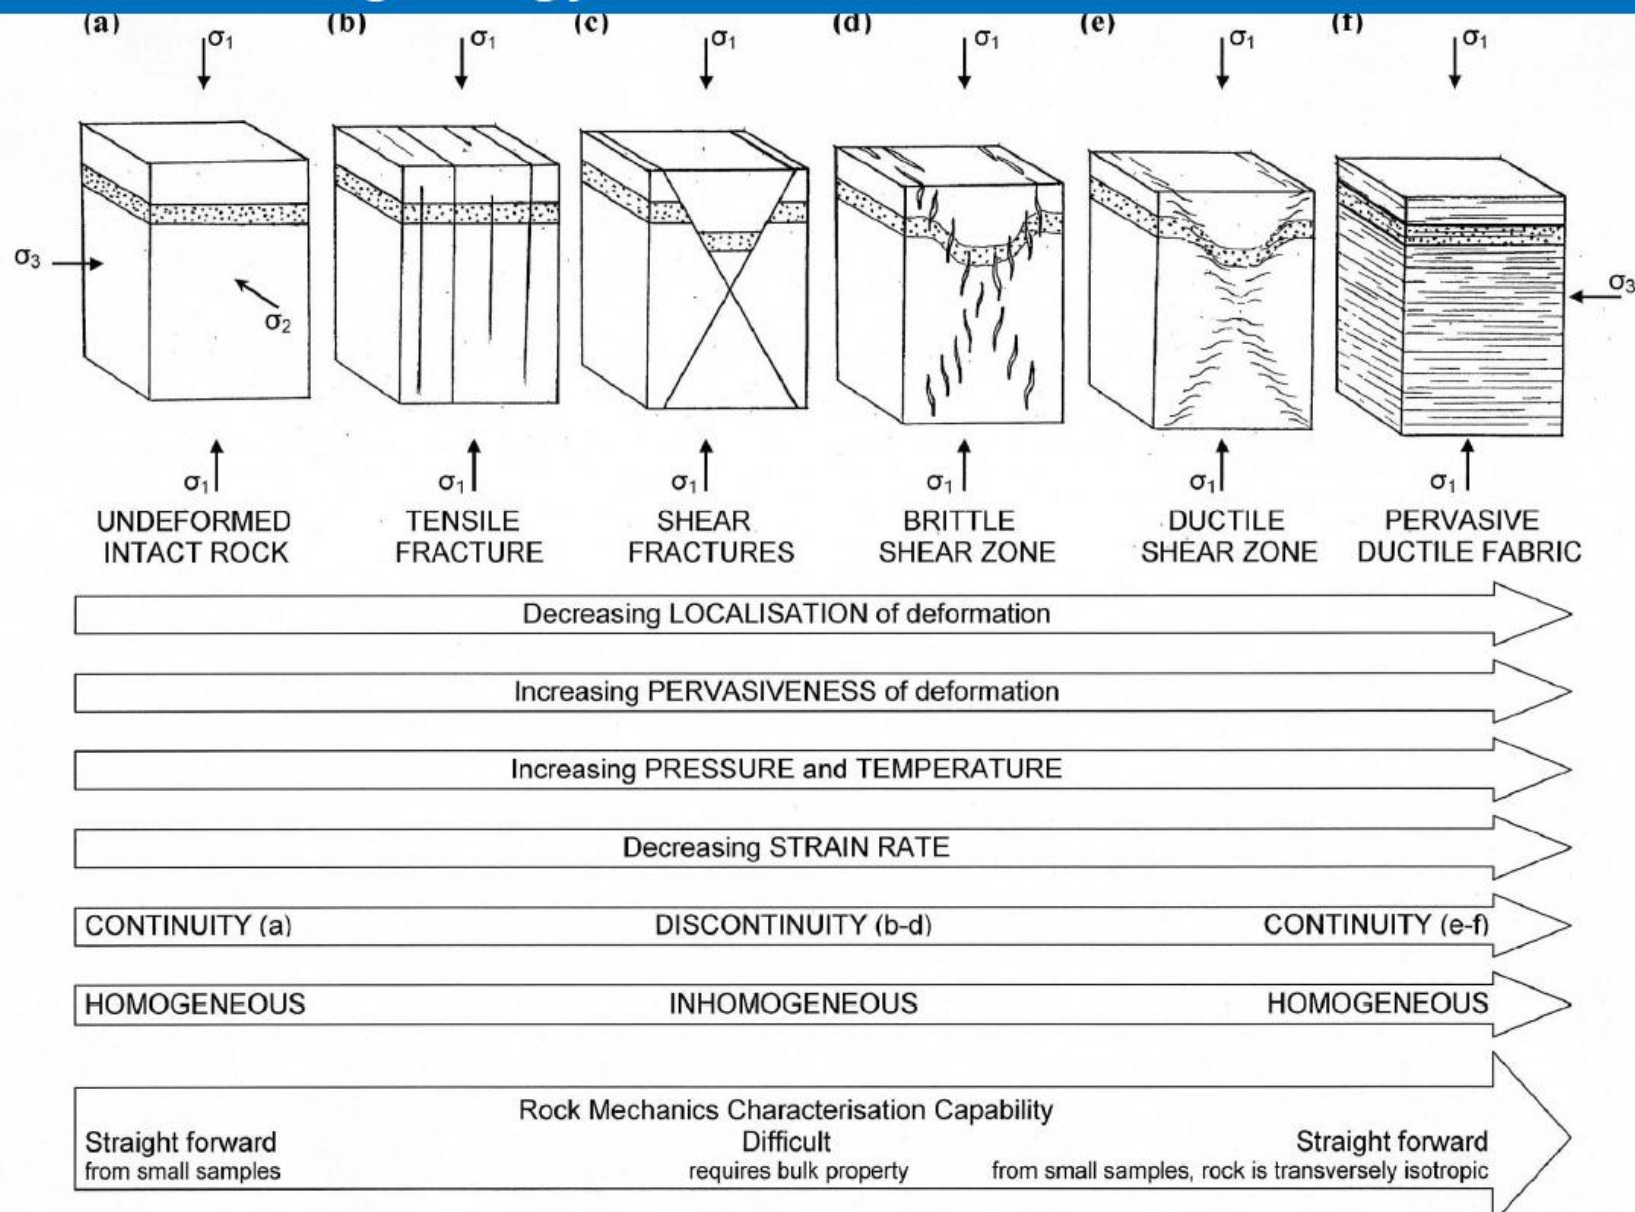 (a) (b) (c) (d) (e) (f)
σ1 σ1 σ1 σ1 σ1 σ1
σ3
σ2
σ3
σ1 σ1 σ1 σ1 σ1 σ1
UNDEFORMED
INTACT ROCK
TENSILE
FRACTURE
SHEAR
FRACTURES
BRITTLE
SHEAR ZONE
DUCTILE
SHEAR ZONE
PERVASIVE
DUCTILE FABRIC
Decreasing LOCALISATION of deformation
Increasing PERVASIVENESS of deformation
Increasing PRESSURE and TEMPERATURE
Decreasing STRAIN RATE
CONTINUITY (a) DISCONTINUITY (b-d) CONTINUITY (e-f)
HOMOGENEOUS INHOMOGENEOUS HOMOGENEOUS
Rock Mechanics Characterisation Capability
Straight forward Difficult Straight forward
from small samples requires bulk property from small samples, rock is transversely isotropic